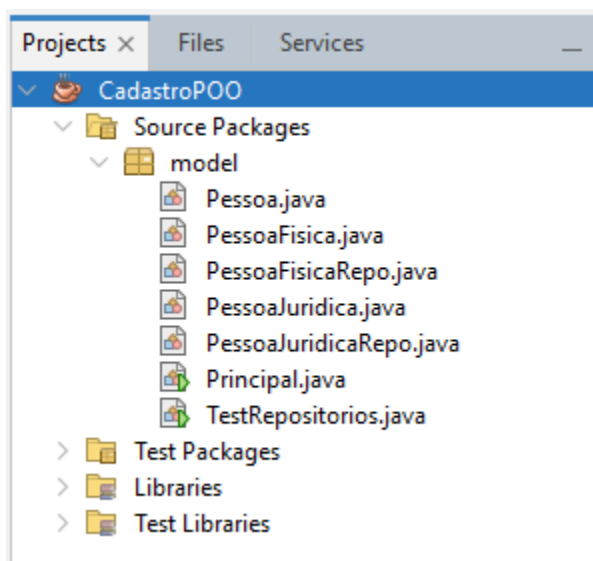 Projects × Files Services
CadastroPOO
Source Packages
model
Pessoa.java
PessoaFisica.java
PessoaFisicaRepo.java
PessoaJuridica.java
PessoaJuridicaRepo.java
Principal.java
TestRepositorios.java
Test Packages
Libraries
Test Libraries